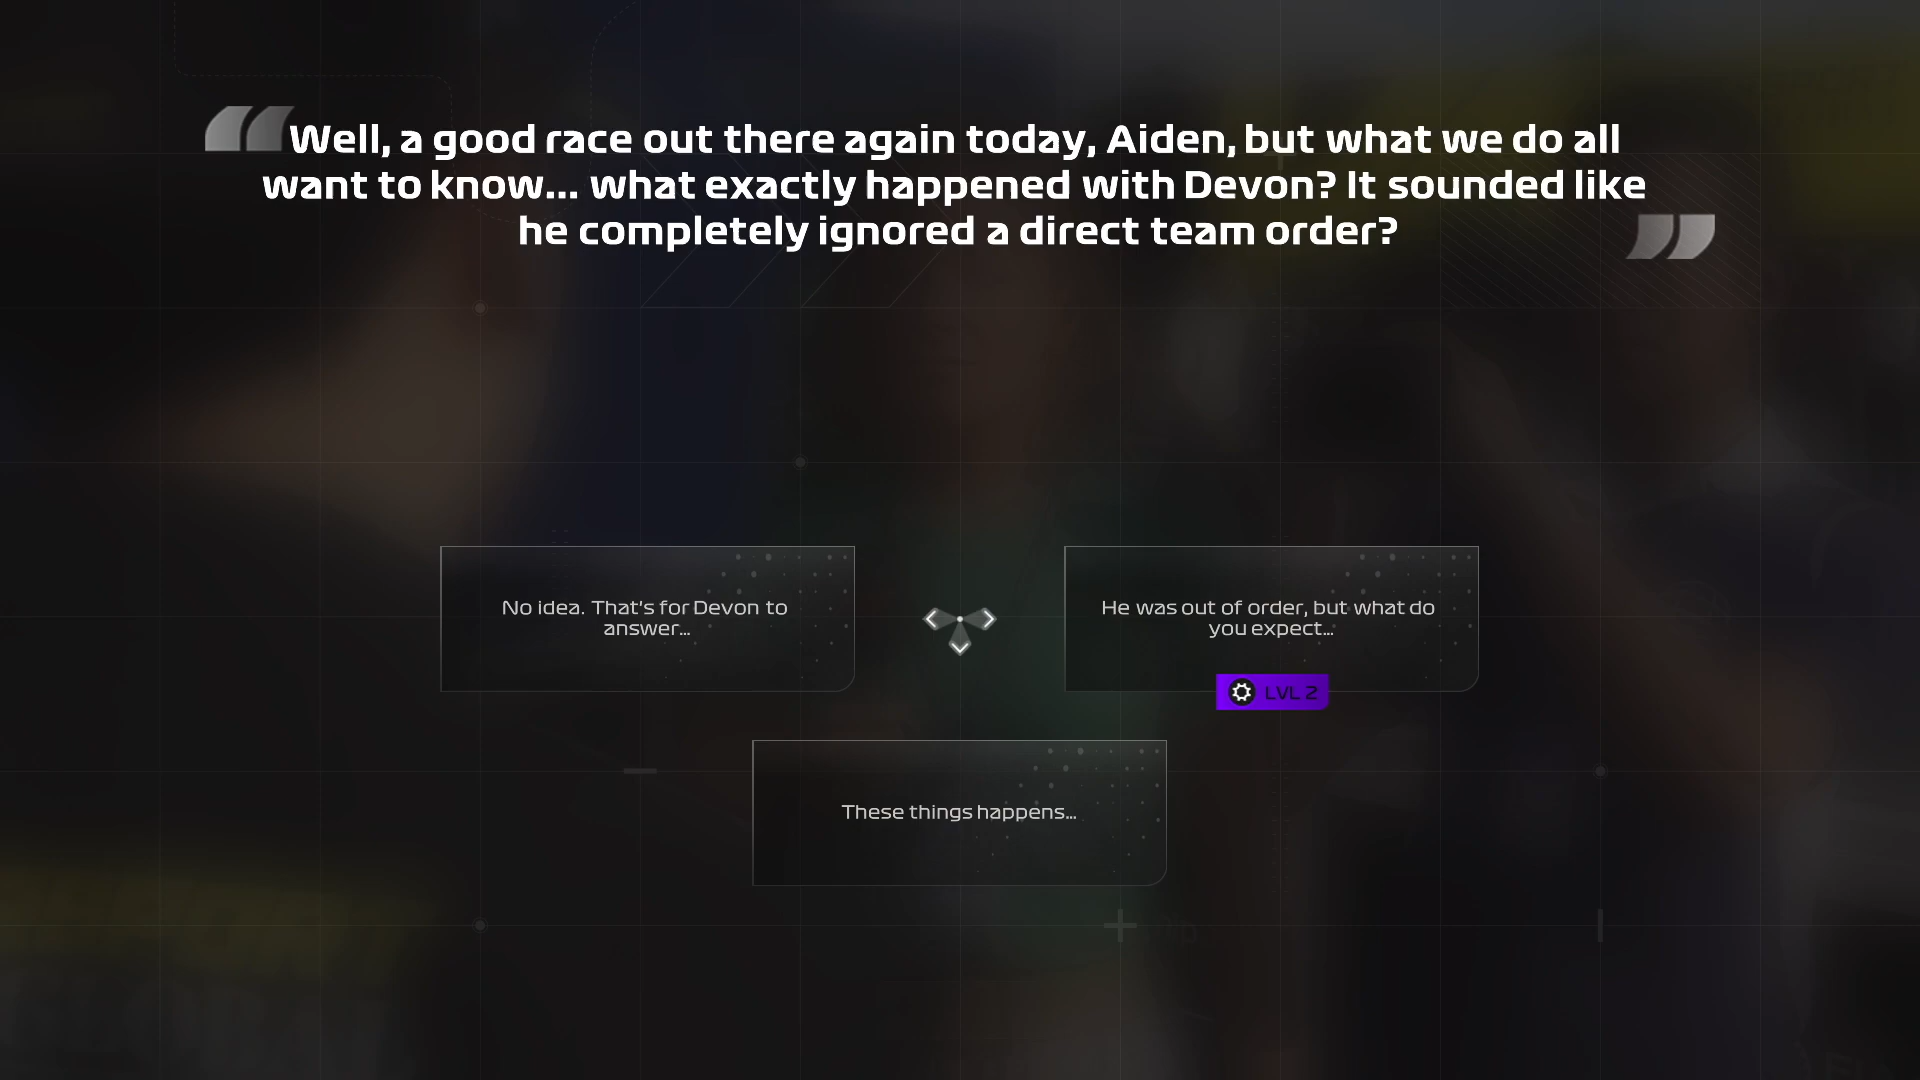 Well, a good race out there again today, Aiden, but what we do all
want to know... what exactly happened with Devon? It sounded like
he completely ignored a direct team order?
No idea. That's for Devon to
answer...
He was out of order, but what do
you expect...
LVL 2
These things happens...